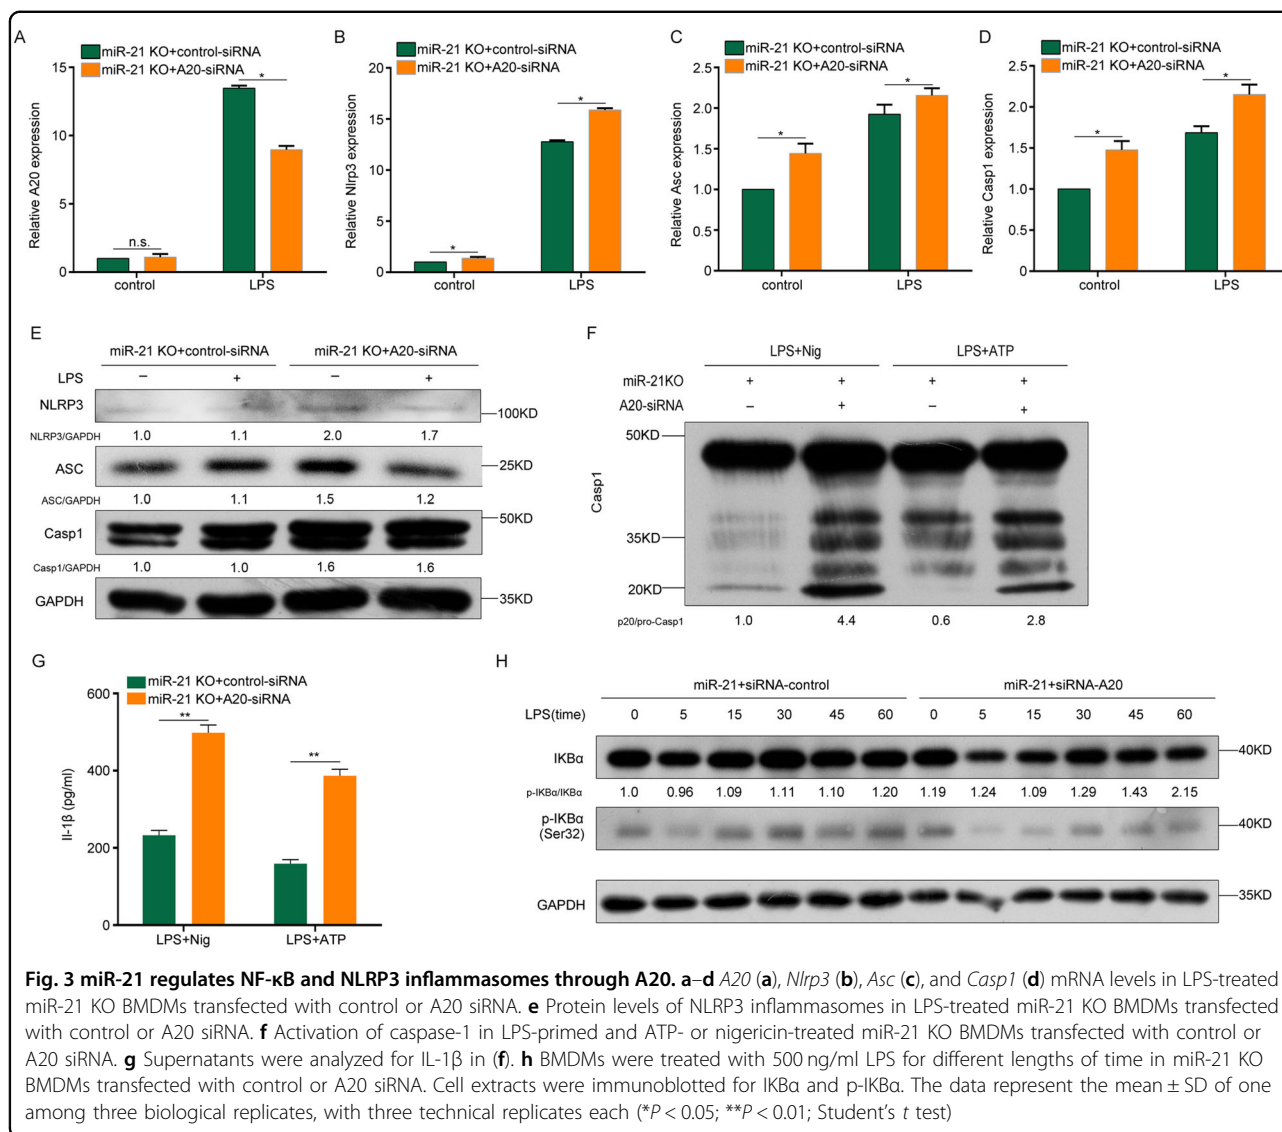 A
miR-21 KO+control-siRNA
miR-21 KO+A20-siRNA
Relative A20 expression
15
10
5
0
n.s.
*
control
LPS
B
miR-21 KO+control-siRNA
miR-21 KO+A20-siRNA
Relative Nlrp3 expression
20
15
10
5
0
*
*
control
LPS
C
miR-21 KO+control-siRNA
miR-21 KO+A20-siRNA
Relative Asc expression
2.5
2.0
1.5
1.0
0.5
0.0
*
*
control
LPS
D
miR-21 KO+control-siRNA
miR-21 KO+A20-siRNA
Relative Casp1 expression
2.5
2.0
1.5
1.0
0.5
0.0
*
*
control
LPS
E
miR-21 KO+control-siRNA miR-21 KO+A20-siRNA
LPS − + − +
NLRP3 100KD
NLRP3/GAPDH 1.0 1.1 2.0 1.7
ASC 25KD
ASC/GAPDH 1.0 1.1 1.5 1.2
Casp1 50KD
Casp1/GAPDH 1.0 1.0 1.6 1.6
GAPDH 35KD
F
LPS+Nig LPS+ATP
miR-21KO + + + +
A20-siRNA − + − +
50KD
Casp1
35KD
20KD
p20/pro-Casp1 1.0 4.4 0.6 2.8
G
miR-21 KO+control-siRNA
miR-21 KO+A20-siRNA
Il-1β (pg/ml)
600
400
200
0
**
**
LPS+Nig
LPS+ATP
H
miR-21+siRNA-control miR-21+siRNA-A20
LPS(time) 0 5 15 30 45 60 0 5 15 30 45 60
IKBα 40KD
p-IKBα/IKBα 1.0 0.96 1.09 1.11 1.10 1.20 1.19 1.24 1.09 1.29 1.43 2.15
p-IKBα 40KD
(Ser32)
GAPDH 35KD
Fig. 3 miR-21 regulates NF-κB and NLRP3 inflammasomes through A20. a–d A20 (a), Nlrp3 (b), Asc (c), and Casp1 (d) mRNA levels in LPS-treated
miR-21 KO BMDMs transfected with control or A20 siRNA. e Protein levels of NLRP3 inflammasomes in LPS-treated miR-21 KO BMDMs transfected
with control or A20 siRNA. f Activation of caspase-1 in LPS-primed and ATP- or nigericin-treated miR-21 KO BMDMs transfected with control or
A20 siRNA. g Supernatants were analyzed for IL-1β in (f). h BMDMs were treated with 500 ng/ml LPS for different lengths of time in miR-21 KO
BMDMs transfected with control or A20 siRNA. Cell extracts were immunoblotted for IKBα and p-IKBα. The data represent the mean ± SD of one
among three biological replicates, with three technical replicates each (*P < 0.05; **P < 0.01; Student's t test)